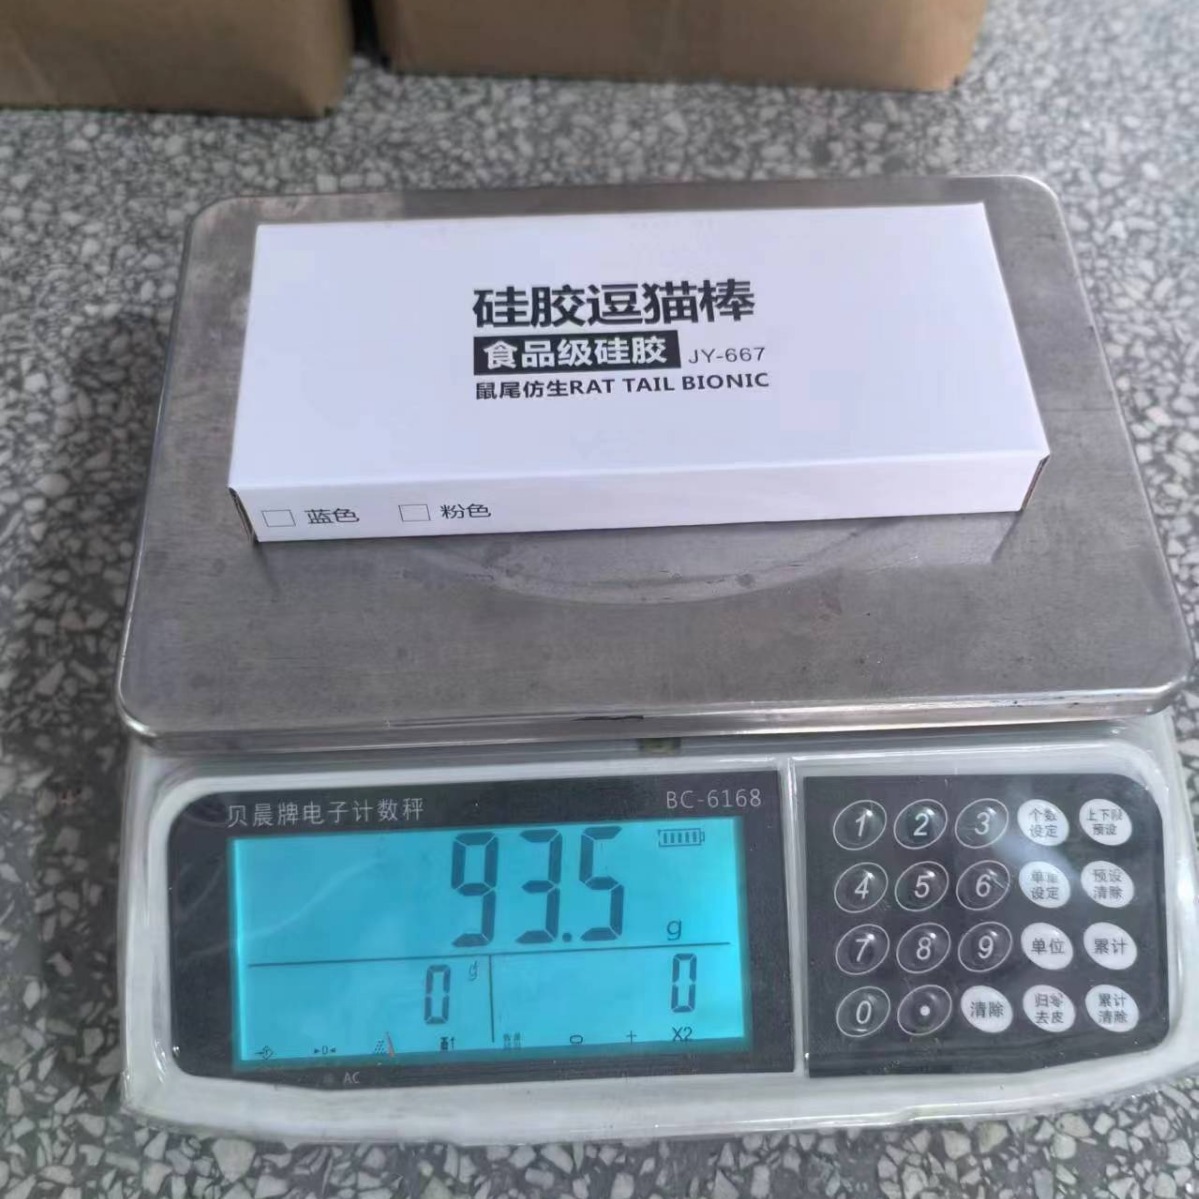 硅胶逗猫棒
食品级硅胶 JY-667
鼠尾仿生RAT TAIL BIONIC
蓝色 粉色
贝晨牌电子计数秤 BC-6168
93.5 g
0 g 0
X2
AC
1 2 3 个数设定 上下限预设
4 5 6 单重设定 预设清除
7 8 9 单位 累计
0 . 清除 归零去皮 累计清除